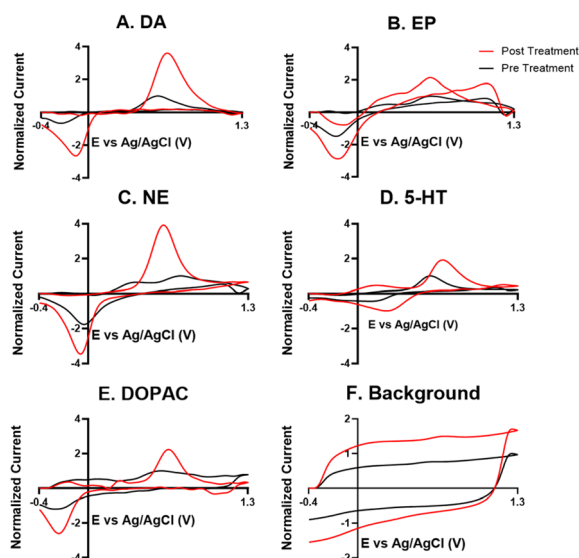 A. DA
B. EP
Post Treatment
Pre Treatment
Normalized Current
4
2
-2
-4
-0.4
1.3
E vs Ag/AgCl (V)
Normalized Current
4
2
-2
-4
-0.4
1.3
E vs Ag/AgCl (V)
C. NE
D. 5-HT
Normalized Current
4
2
-2
-4
-0.4
1.3
E vs Ag/AgCl (V)
Normalized Current
4
2
-2
-4
-0.4
1.3
E vs Ag/AgCl (V)
E. DOPAC
F. Background
Normalized Current
4
2
-2
-4
-0.4
1.3
E vs Ag/AgCl (V)
Normalized Current
2
1
-1
-2
-0.4
1.3
E vs Ag/AgCl (V)